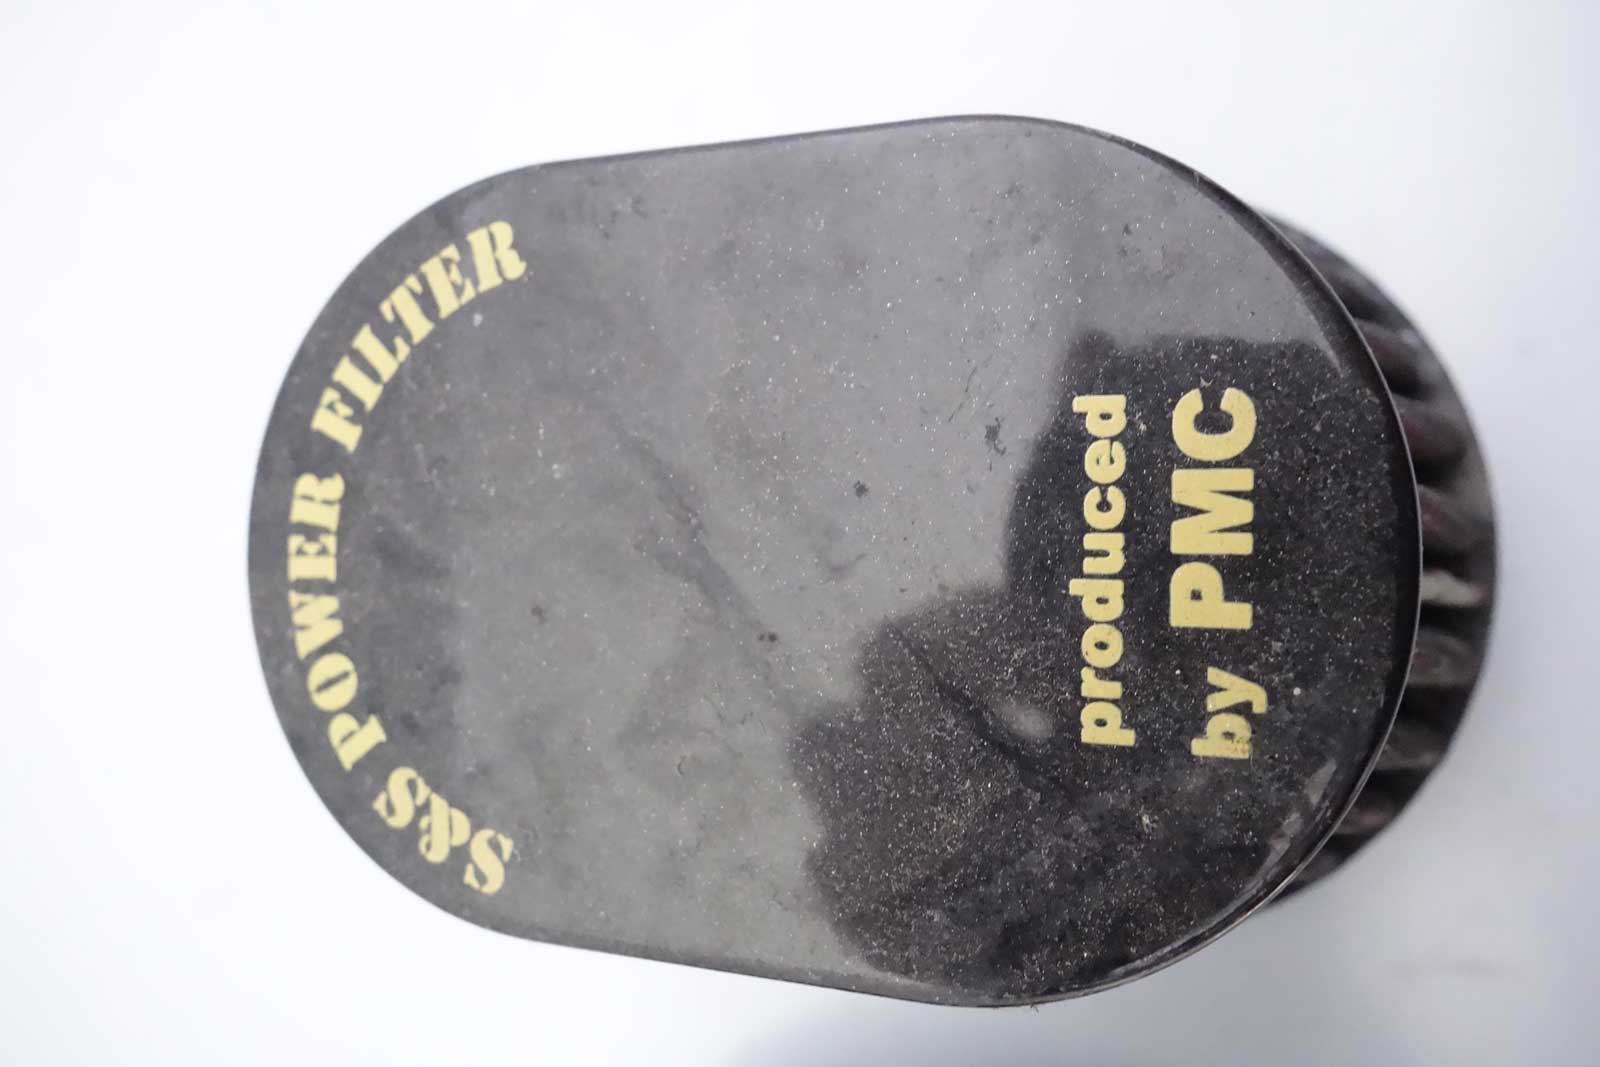 S&S POWER FILTER
produced
by PMC